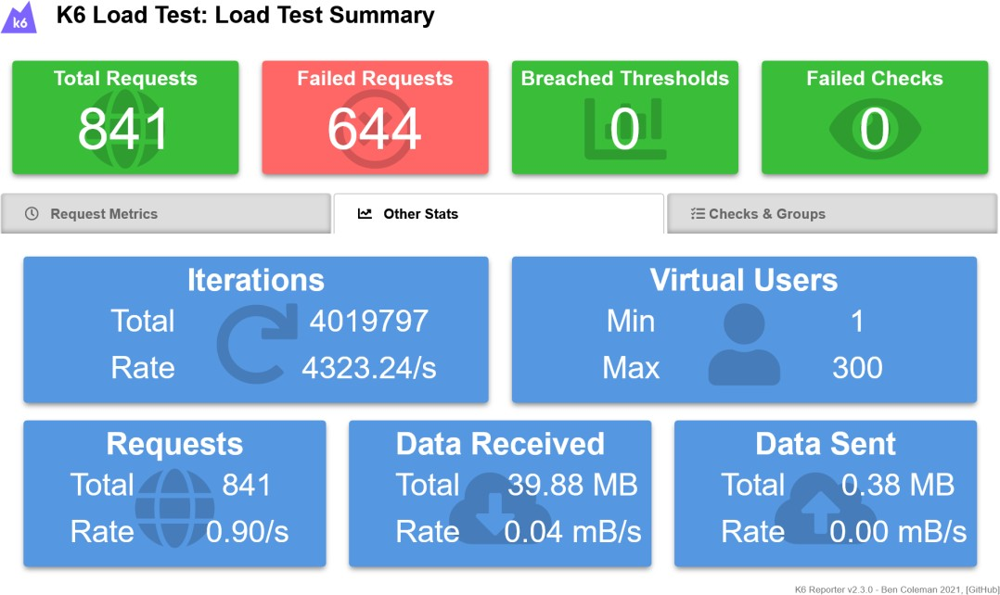 k6
K6 Load Test: Load Test Summary
Total Requests
841
Failed Requests
644
Breached Thresholds
0
Failed Checks
0
Request Metrics
Other Stats
Checks & Groups
Iterations
Total 4019797
Rate 4323.24/s
Virtual Users
Min 1
Max 300
Requests
Total 841
Rate 0.90/s
Data Received
Total 39.88 MB
Rate 0.04 mB/s
Data Sent
Total 0.38 MB
Rate 0.00 mB/s
K6 Reporter v2.3.0 - Ben Coleman 2021, [GitHub]